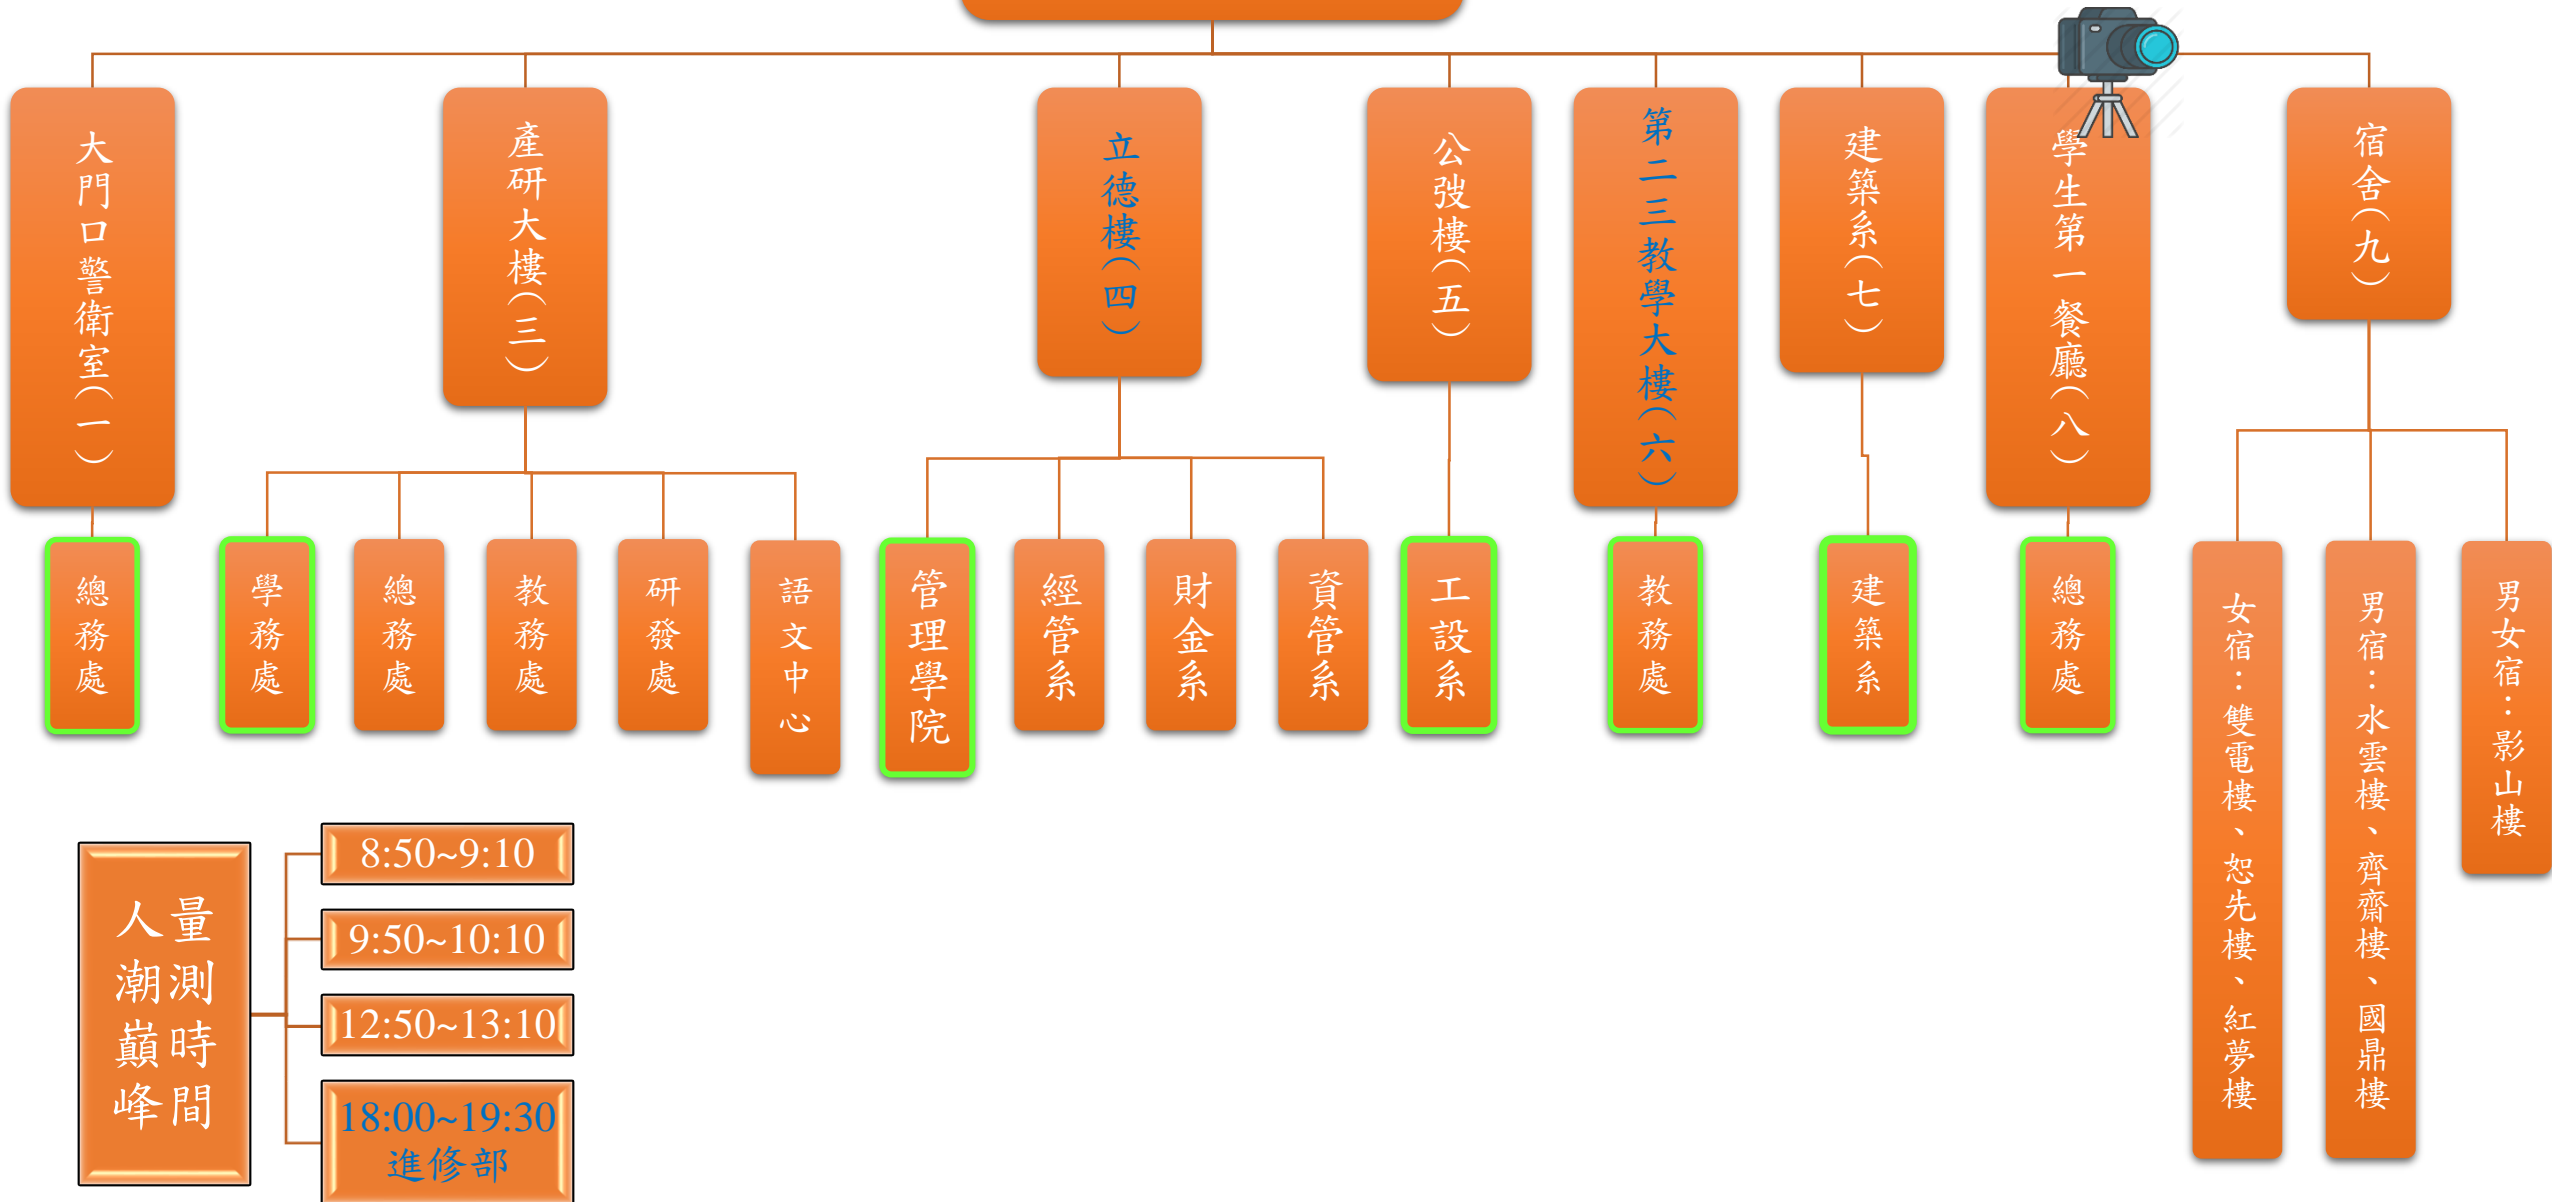 大門口警衛室(一)
產研大樓(三)
立德樓(四)
公弢樓(五)
第二三教學大樓(六)
建築系(七)
學生第一餐廳(八)
宿舍(九)
總務處
學務處
總務處
教務處
研發處
語文中心
管理學院
經管系
財金系
資管系
工設系
教務處
建築系
總務處
女宿：雙電樓、恕先樓、紅夢樓
男宿：水雲樓、齊齋樓、國鼎樓
男女宿：影山樓
量測時間
人潮巔峰
8:50~9:10
9:50~10:10
12:50~13:10
18:00~19:30
進修部